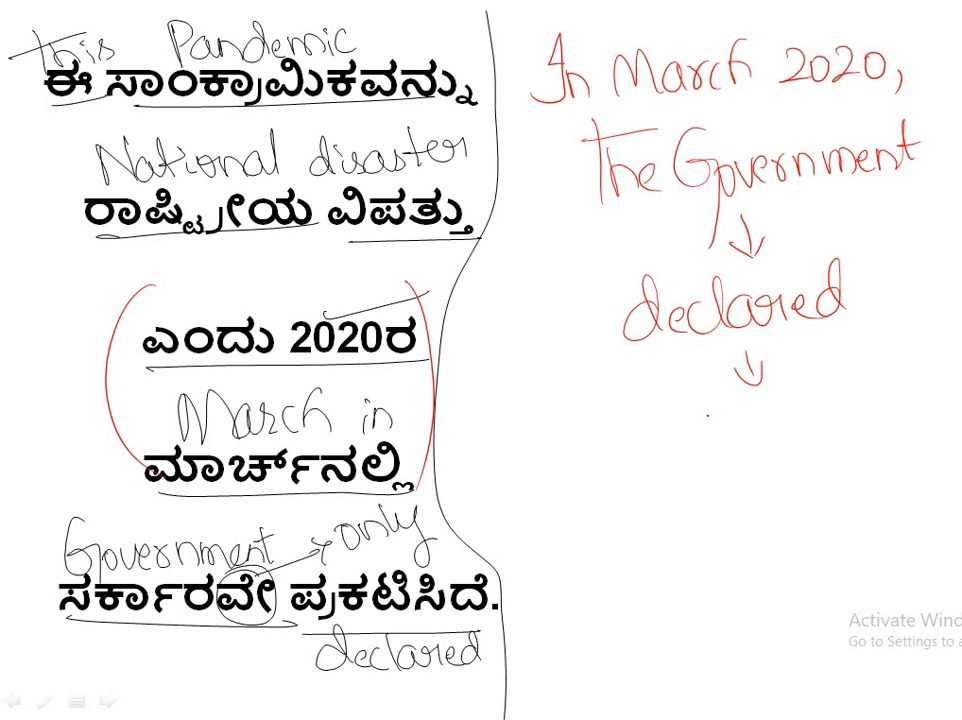 This Pandemic
ಈ ಸಾಂಕ್ರಾಮಿಕವನ್ನು
National disaster
ರಾಷ್ಟ್ರೀಯ ವಿಪತ್ತು
ಎಂದು 2020ರ
March in
ಮಾರ್ಚ್‌ನಲ್ಲಿ
Government → only
ಸರ್ಕಾರವೇ ಪ್ರಕಟಿಸಿದೆ.
declared
In March 2020,
The Government
↓
declared
↓
Activate Wind
Go to Settings to a